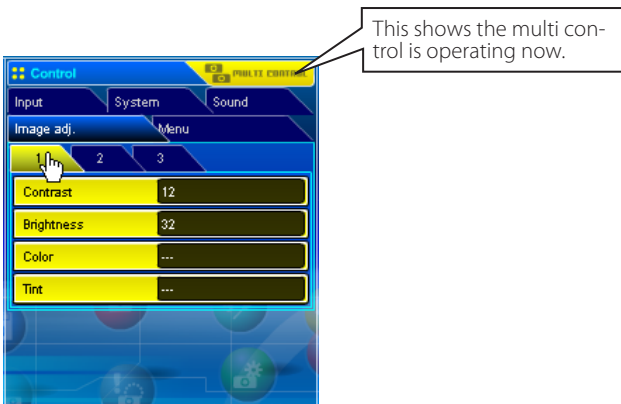 This shows the multi con-
trol is operating now.
Control MULTI CONTROL
Input System Sound
Image adj. Menu
1 2 3
Contrast 12
Brightness 32
Color ---
Tint ---